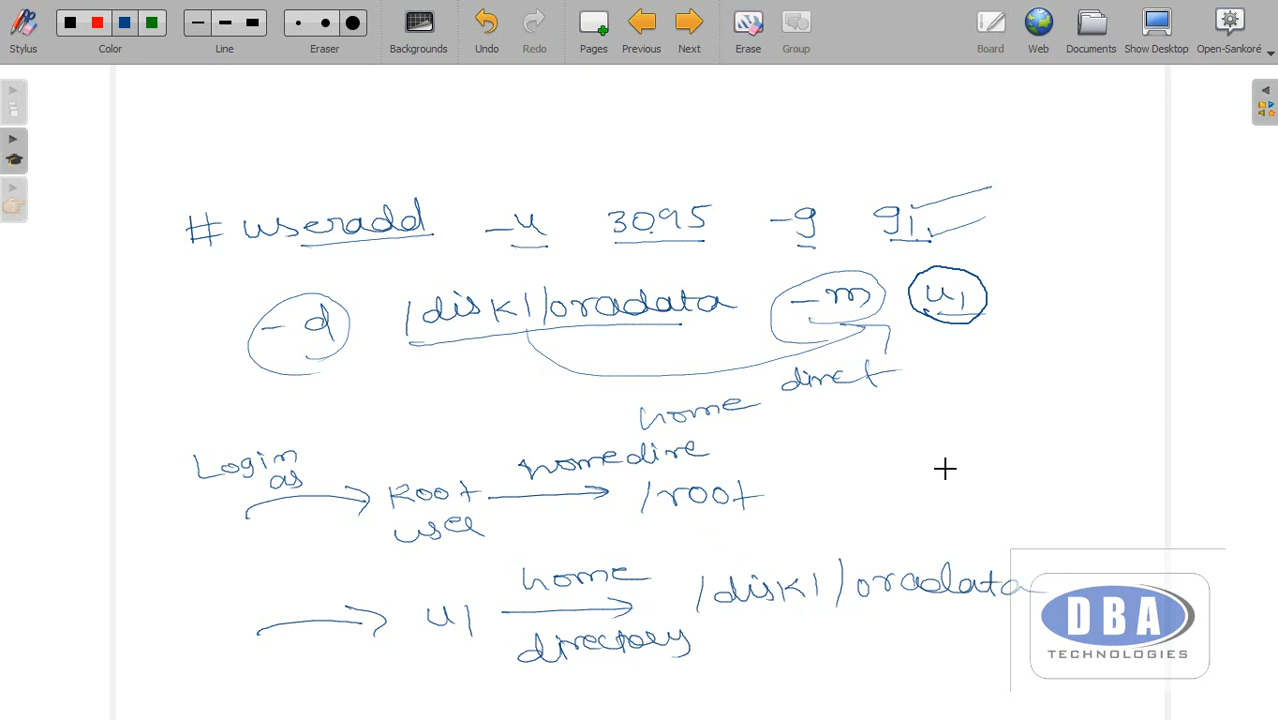 Stylus Color Line Eraser Backgrounds Undo Redo Pages Previous Next Erase Group Board Web Documents Show Desktop Open-Sankoré
# useradd -u 3095 -g g1
-d /disk1/oradata -m u1
home direct
Login as Root user homedire /root
u1 home directory /disk1/oradata
DBA
TECHNOLOGIES